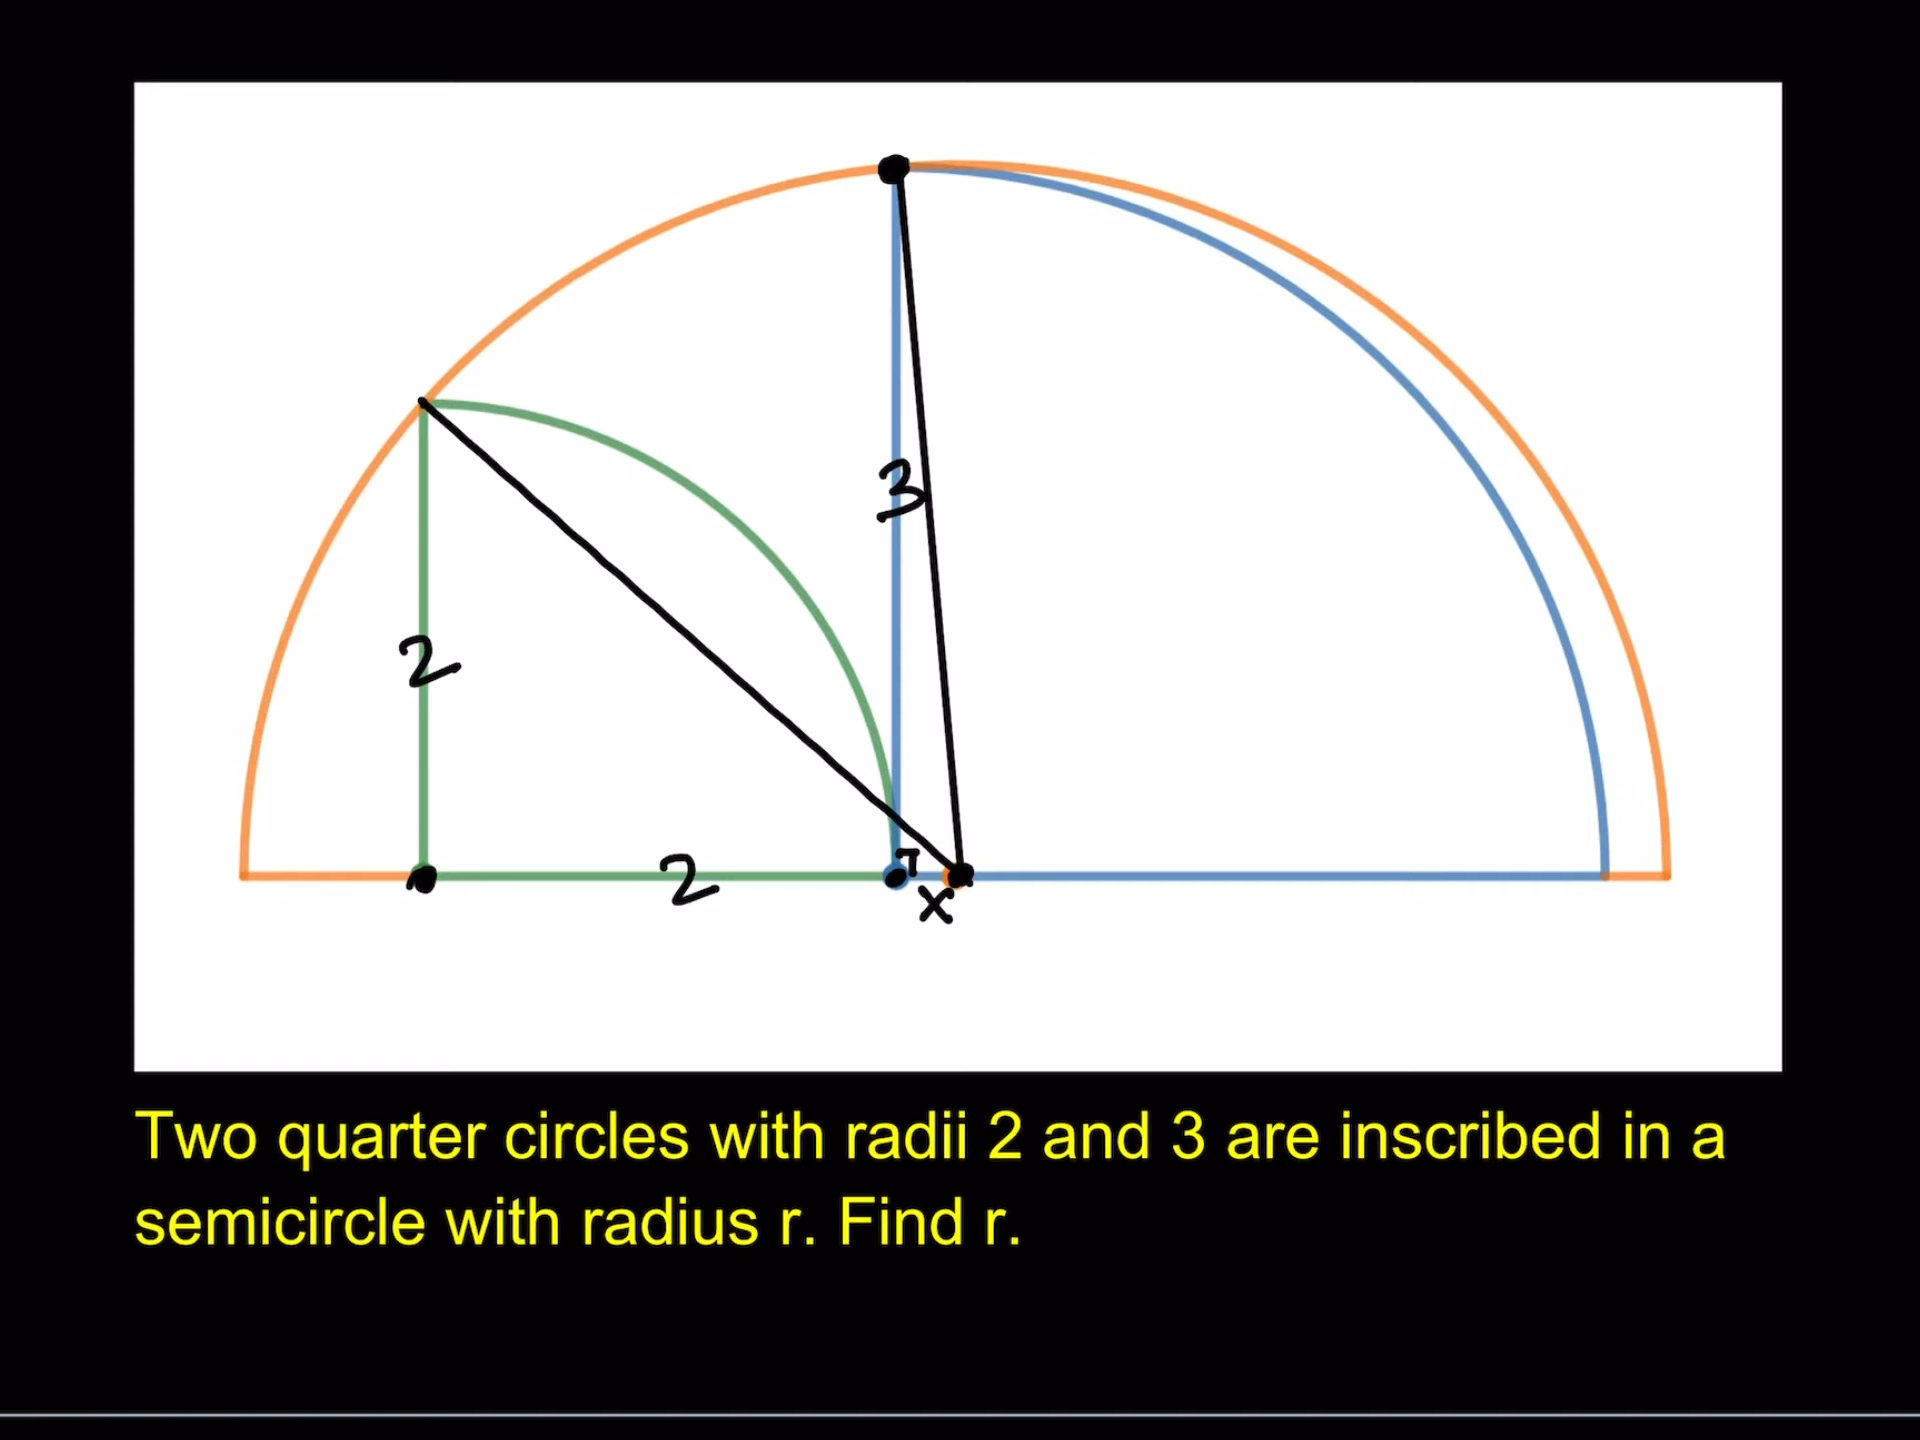 3
2
2
x
Two quarter circles with radii 2 and 3 are inscribed in a
semicircle with radius r. Find r.